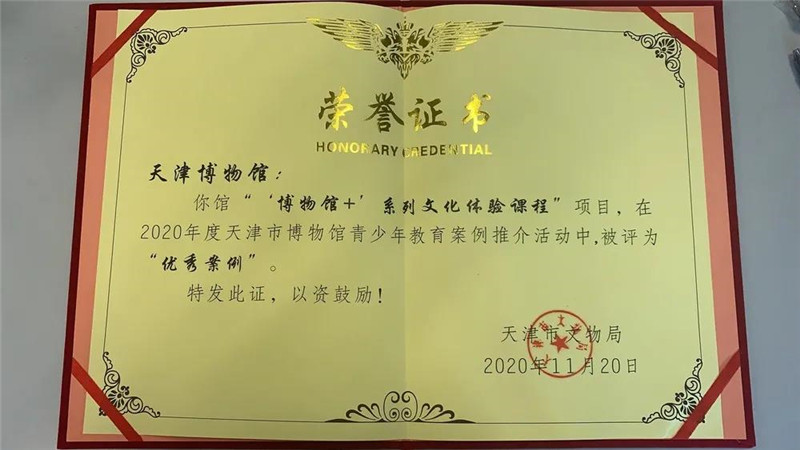 荣誉证书
HONORARY CREDENTIAL
天津博物馆：
你馆“‘博物馆+’系列文化体验课程”项目，在
2020年度天津市博物馆青少年教育案例推介活动中，被评为
“优秀案例”。
特发此证，以资鼓励！
天津市文物局
2020年11月20日